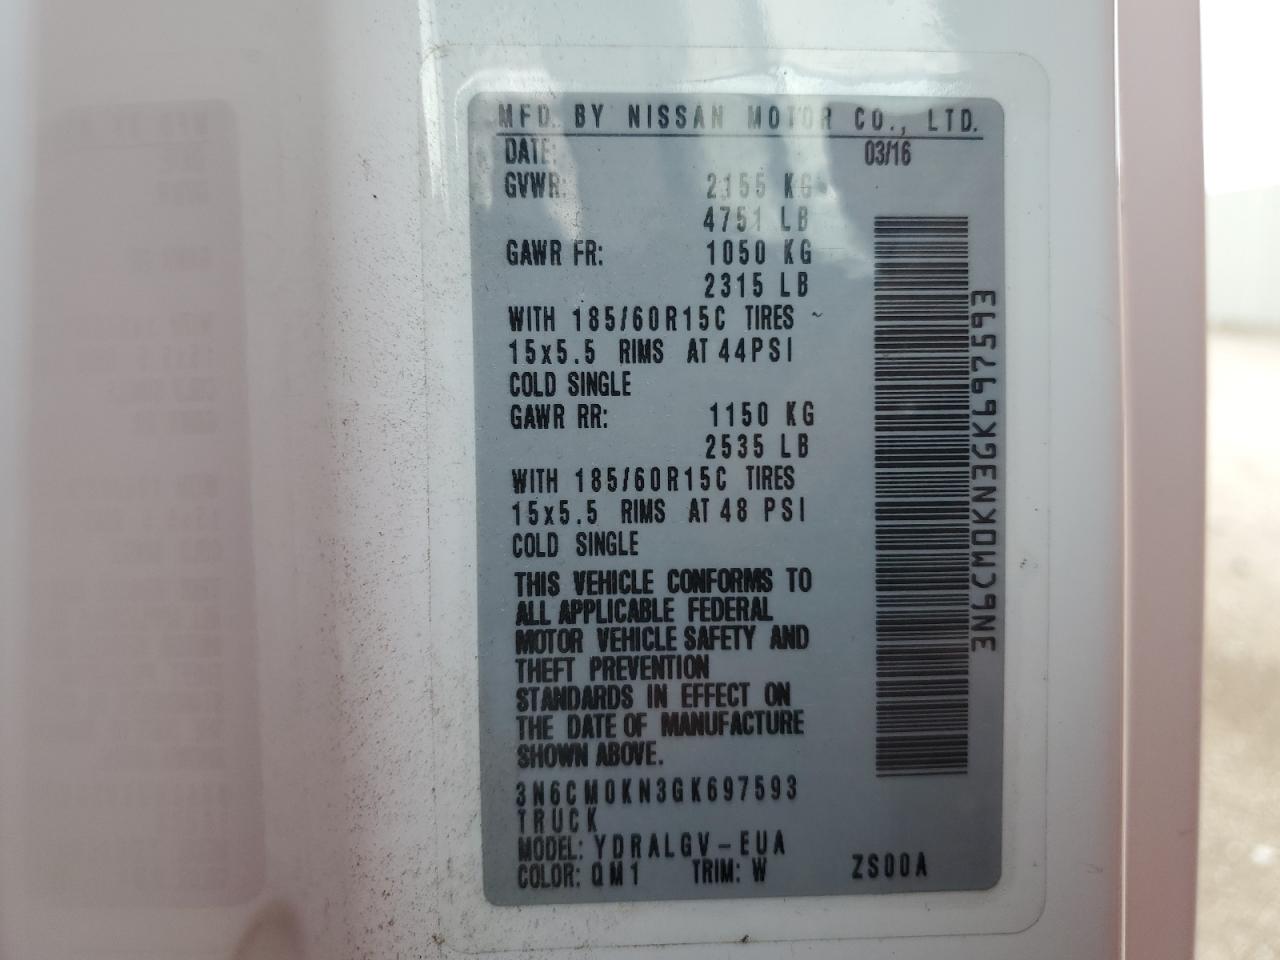 MFD. BY NISSAN MOTOR CO., LTD.
DATE: 03/16
GVWR: 2155 KG
4751 LB
GAWR FR: 1050 KG
2315 LB
WITH 185/60R15C TIRES
15x5.5 RIMS AT 44PSI
COLD SINGLE
GAWR RR: 1150 KG
2535 LB
WITH 185/60R15C TIRES
15x5.5 RIMS AT 48 PSI
COLD SINGLE
THIS VEHICLE CONFORMS TO
ALL APPLICABLE FEDERAL
MOTOR VEHICLE SAFETY AND
THEFT PREVENTION
STANDARDS IN EFFECT ON
THE DATE OF MANUFACTURE
SHOWN ABOVE.
3N6CM0KN3GK697593
TRUCK
MODEL: YDRALGV-EUA
COLOR: QM1 TRIM: W ZS00A
3N6CM0KN3GK697593